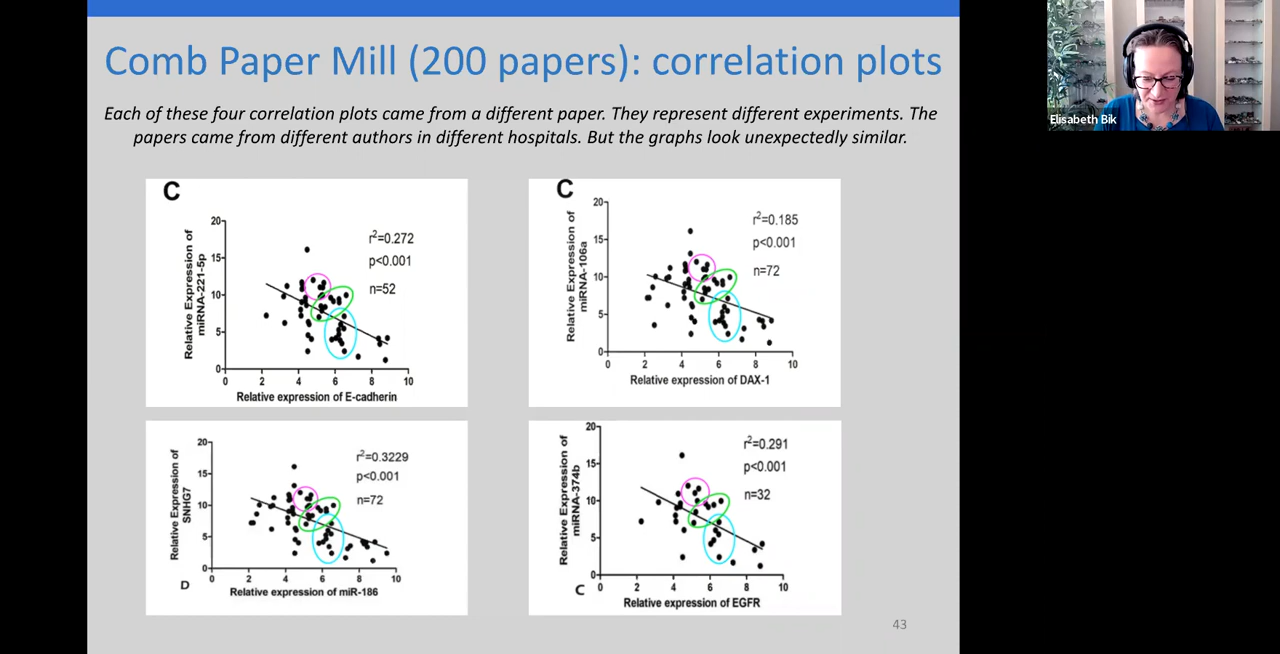 Comb Paper Mill (200 papers): correlation plots
Each of these four correlation plots came from a different paper. They represent different experiments. The
papers came from different authors in different hospitals. But the graphs look unexpectedly similar.
Elisabeth Bik
C
Relative Expression of
miRNA-221-5p
20
15
10
5
0
r²=0.272
p<0.001
n=52
0 2 4 6 8 10
Relative expression of E-cadherin
C
Relative Expression of
miRNA-106a
20
15
10
5
0
r²=0.185
p<0.001
n=72
0 2 4 6 8 10
Relative expression of DAX-1
Relative Expression of
SNHG7
20
15
10
5
0
r²=0.3229
p<0.001
n=72
0 2 4 6 8 10
D
Relative expression of miR-186
Relative Expression of
miRNA-374b
20
15
10
5
0
r²=0.291
p<0.001
n=32
0 2 4 6 8 10
C
Relative expression of EGFR
43